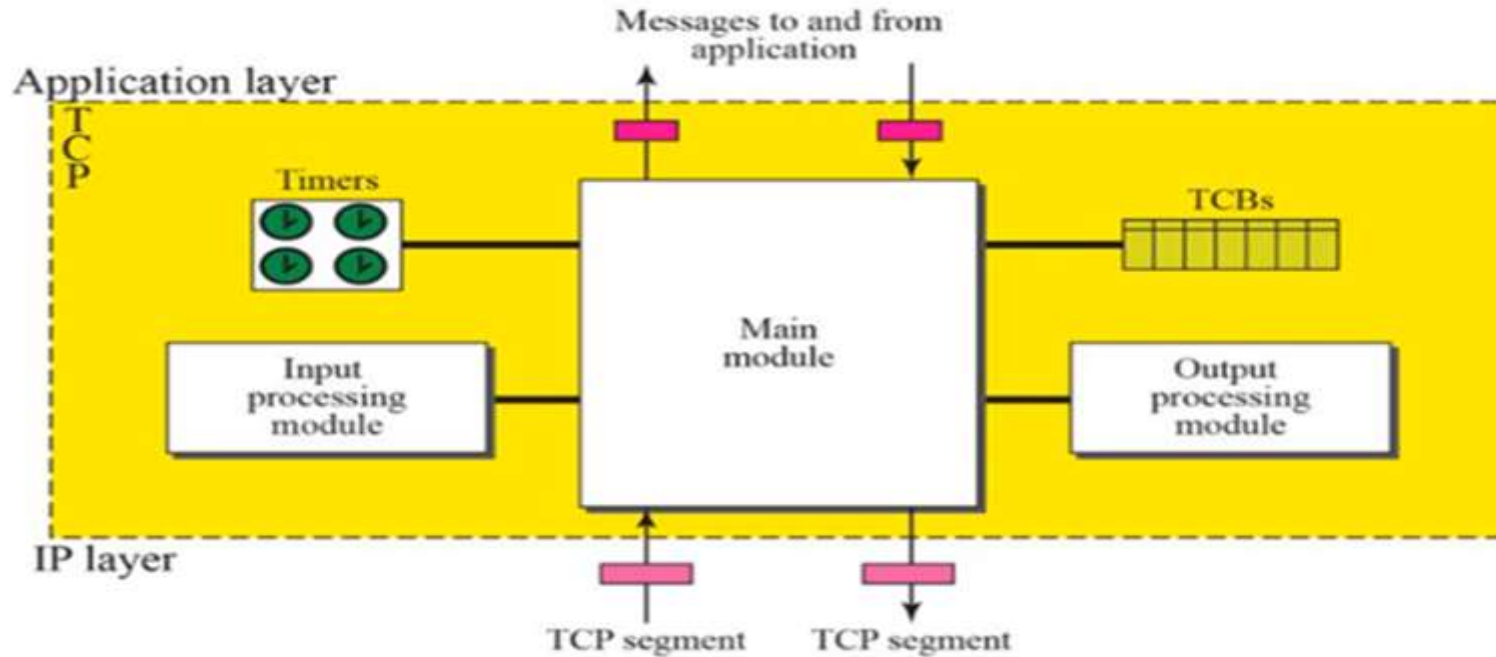 Messages to and from
application
Application layer
T
C
P
Timers
TCBs
Main
module
Input
processing
module
Output
processing
module
IP layer
TCP segment
TCP segment